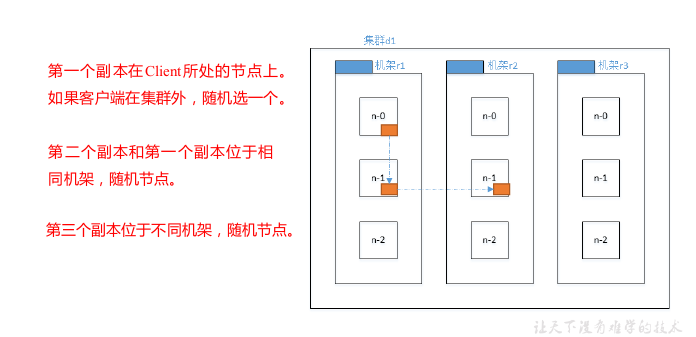 第一个副本在Client所处的节点上。
如果客户端在集群外，随机选一个。
第二个副本和第一个副本位于相
同机架，随机节点。
第三个副本位于不同机架，随机节点。
集群d1
机架r1
机架r2
机架r3
n-0
n-0
n-0
n-1
n-1
n-1
n-2
n-2
n-2
让天下没有难学的技术